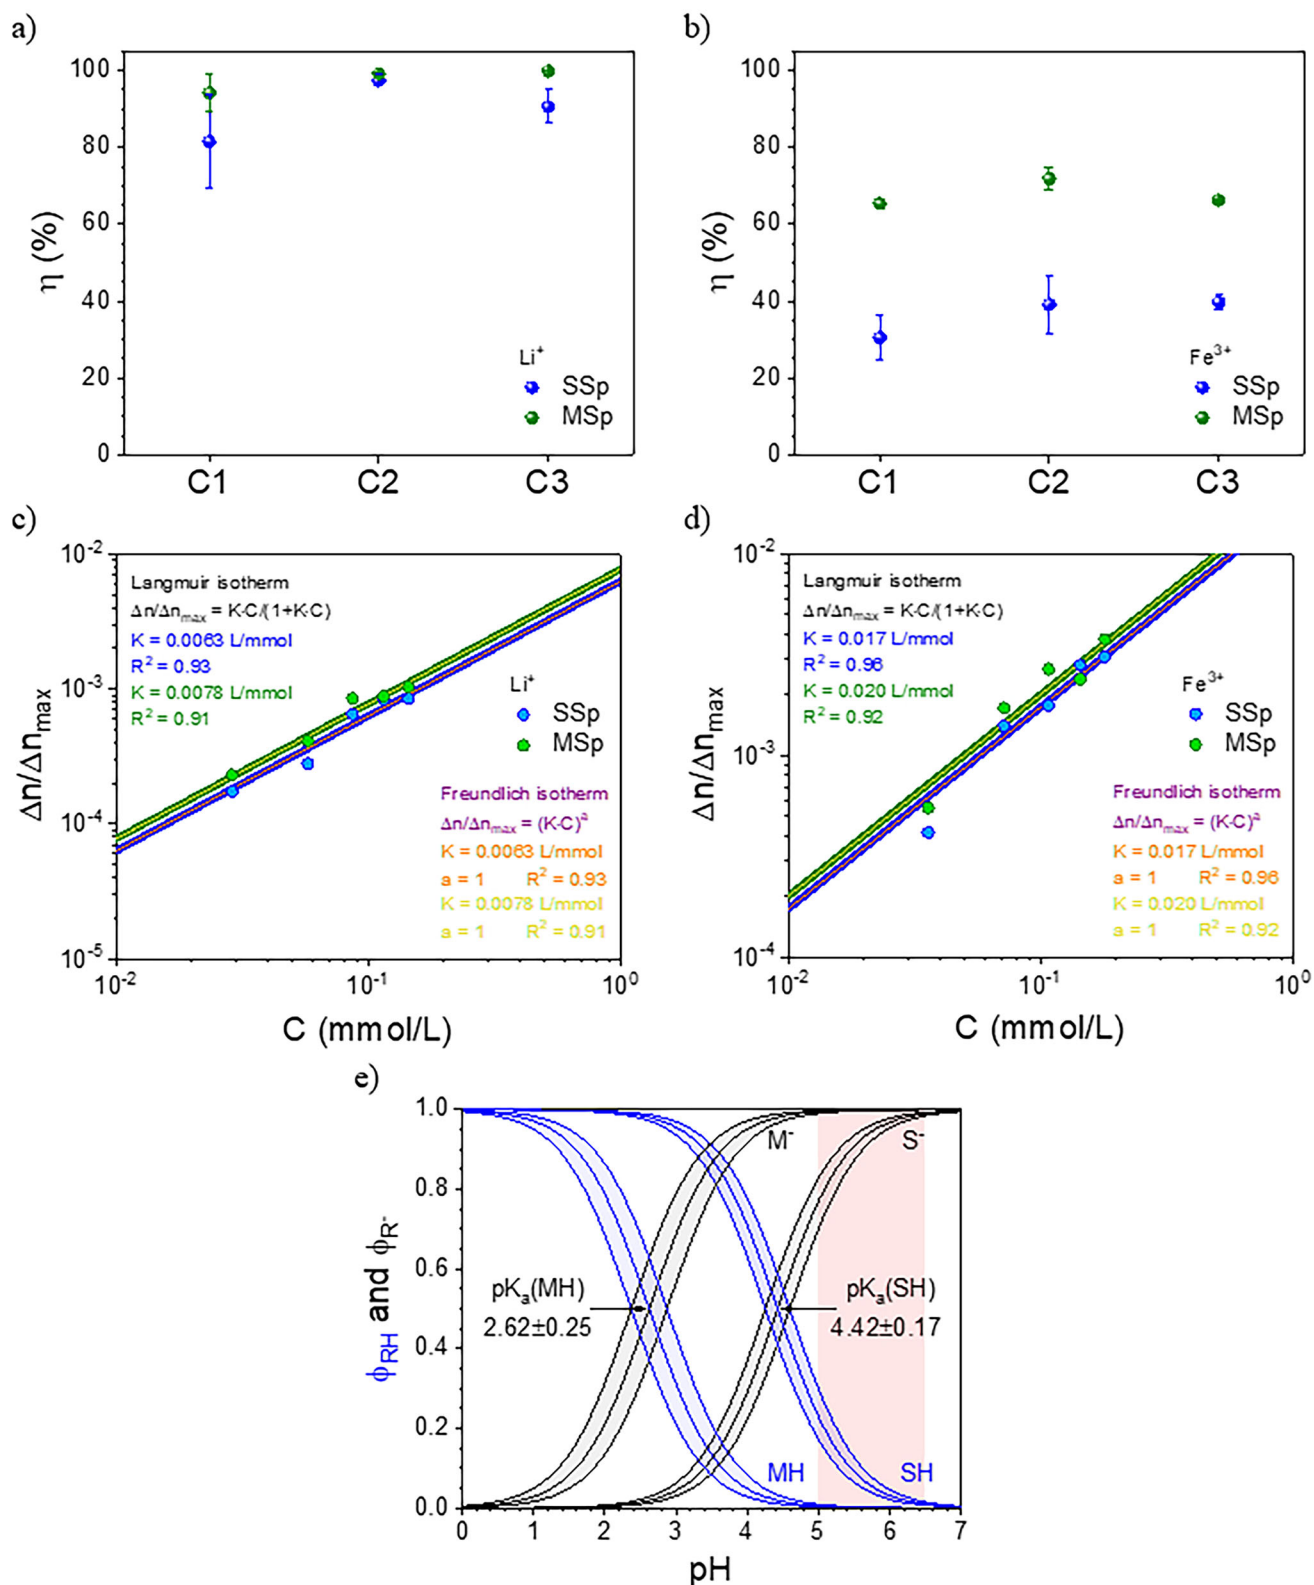 a)
100
80
60
40
20
0
η (%)
Li⁺
SSp
MSp
C1 C2 C3
b)
100
80
60
40
20
0
η (%)
Fe³⁺
SSp
MSp
C1 C2 C3
c)
10⁻²
10⁻³
10⁻⁴
10⁻⁵
Δn/Δnₘₐₓ
Langmuir isotherm
Δn/Δnₘₐₓ = K·C/(1+K·C)
K = 0.0063 L/mmol
R² = 0.93
K = 0.0078 L/mmol
R² = 0.91
Li⁺
SSp
MSp
Freundlich isotherm
Δn/Δnₘₐₓ = (K·C)ᵃ
K = 0.0063 L/mmol
a = 1 R² = 0.93
K = 0.0078 L/mmol
a = 1 R² = 0.91
10⁻² 10⁻¹ 10⁰
C (mmol/L)
d)
10⁻²
10⁻³
10⁻⁴
Δn/Δnₘₐₓ
Langmuir isotherm
Δn/Δnₘₐₓ = K·C/(1+K·C)
K = 0.017 L/mmol
R² = 0.96
K = 0.020 L/mmol
R² = 0.92
Fe³⁺
SSp
MSp
Freundlich isotherm
Δn/Δnₘₐₓ = (K·C)ᵃ
K = 0.017 L/mmol
a = 1 R² = 0.96
K = 0.020 L/mmol
a = 1 R² = 0.92
10⁻² 10⁻¹ 10⁰
C (mmol/L)
e)
1.0
0.8
0.6
0.4
0.2
0.0
ϕRH and ϕR⁻
M⁻ S⁻
pKₐ(MH)
2.62±0.25
pKₐ(SH)
4.42±0.17
MH SH
0 1 2 3 4 5 6 7
pH